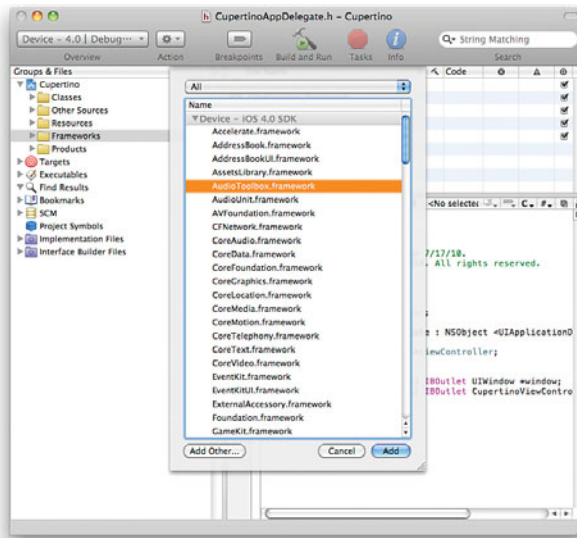 CupertinoAppDelegate.h - Cupertino
Device - 4.0 | Debug
String Matching
Overview
Action
Breakpoints
Build and Run
Tasks
Info
Search
Groups & Files
Cupertino
Classes
Other Sources
Resources
Frameworks
Products
Targets
Executables
Find Results
Bookmarks
SCM
Project Symbols
Implementation Files
Interface Builder Files
All
Name
Device - iOS 4.0 SDK
Accelerate.framework
AddressBook.framework
AddressBookUI.framework
AssetsLibrary.framework
AudioToolbox.framework
AudioUnit.framework
AVFoundation.framework
CFNetwork.framework
CoreAudio.framework
CoreData.framework
CoreFoundation.framework
CoreGraphics.framework
CoreLocation.framework
CoreMedia.framework
CoreMotion.framework
CoreTelephony.framework
CoreText.framework
CoreVideo.framework
EventKit.framework
EventKitUI.framework
ExternalAccessory.framework
Foundation.framework
GameKit.framework
Add Other...
Cancel
Add
Code
<No selected
C
#
7/17/10.
. All rights reserved.
;
e : NSObject <UIApplicationD
iewController;
IBOutlet UIWindow *window;
IBOutlet CupertinoViewContro